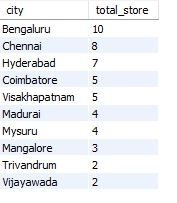 city total_store
Bengaluru 10
Chennai 8
Hyderabad 7
Coimbatore 5
Visakhapatnam 5
Madurai 4
Mysuru 4
Mangalore 3
Trivandrum 2
Vijayawada 2